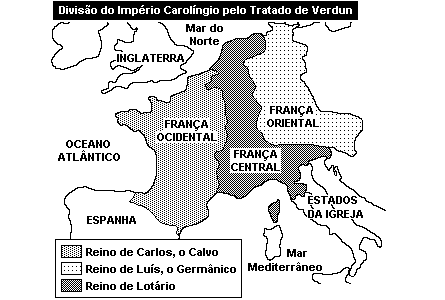 Divisão do Império Carolíngio pelo Tratado de Verdun
Mar do
Norte
INGLATERRA
FRANÇA
OCIDENTAL
FRANÇA
ORIENTAL
OCEANO
ATLÂNTICO
FRANÇA
CENTRAL
ESTADOS
DA IGREJA
ESPANHA
Mar
Mediterrâneo
Reino de Carlos, o Calvo
Reino de Luís, o Germânico
Reino de Lotário